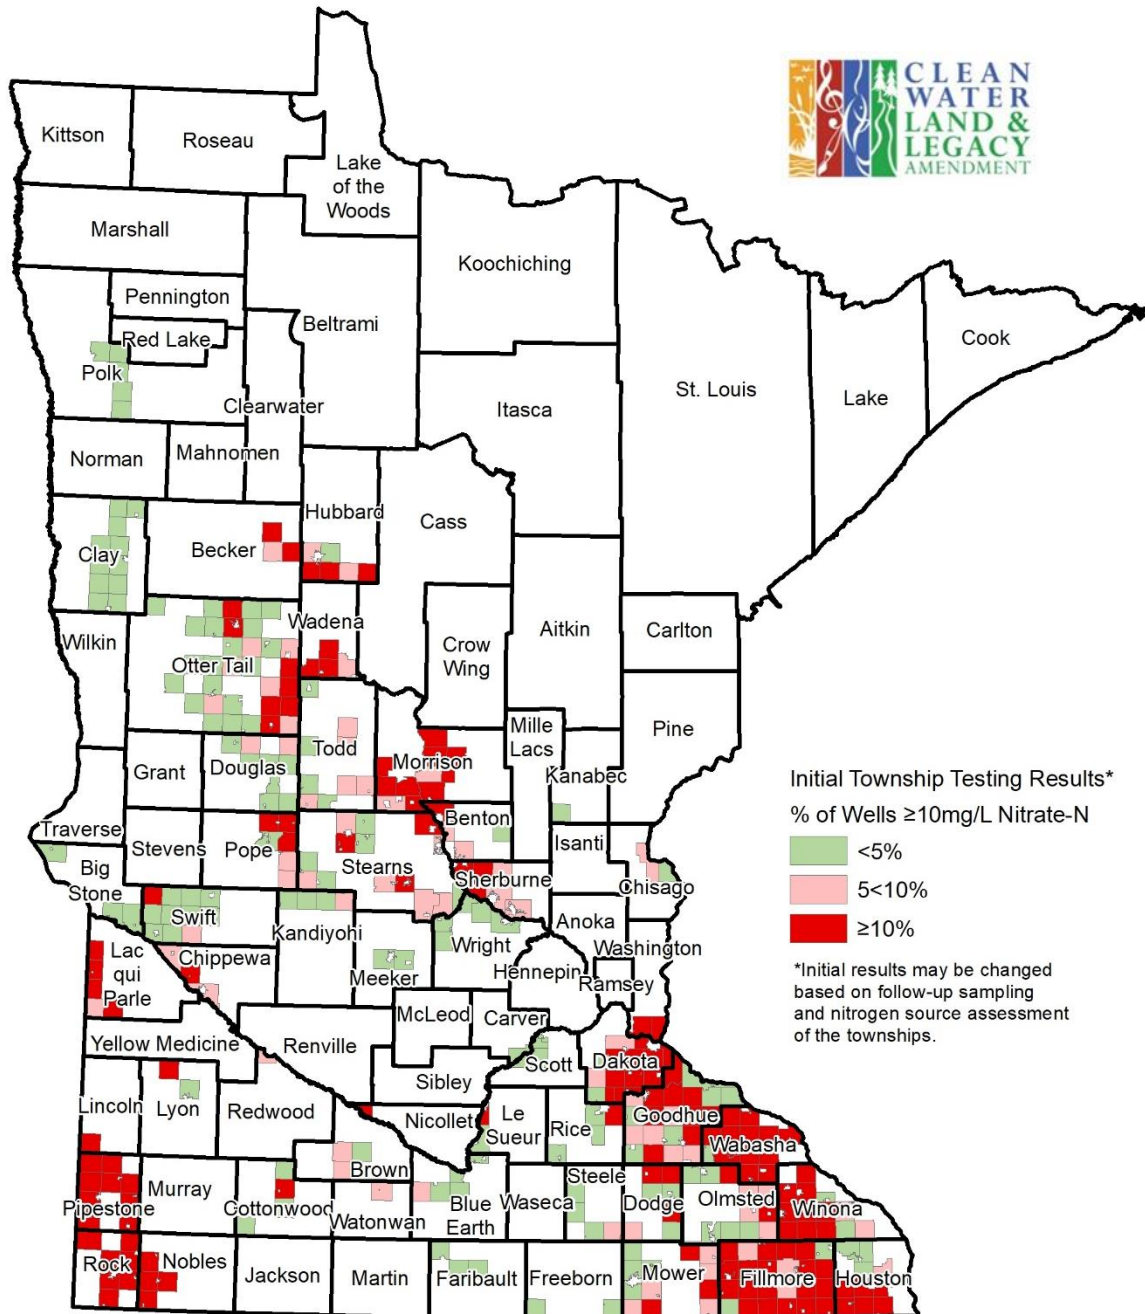 CLEAN
WATER
LAND &
LEGACY
AMENDMENT
Kittson
Roseau
Lake
of the
Woods
Marshall
Koochiching
Pennington
Red Lake
Beltrami
Cook
Polk
Clearwater
Itasca
St. Louis
Lake
Norman
Mahnomen
Hubbard
Cass
Clay
Becker
Wadena
Crow
Wing
Aitkin
Carlton
Wilkin
Otter Tail
Pine
Mille
Lacs
Todd
Morrison
Kanabec
Grant
Douglas
Benton
Traverse
Stevens
Pope
Stearns
Isanti
Sherburne
Chisago
Big
Stone
Swift
Kandiyohi
Anoka
Wright
Washington
Lac
qui
Parle
Chippewa
Meeker
Hennepin
Ramsey
McLeod
Carver
Yellow Medicine
Renville
Scott
Dakota
Sibley
Lincoln
Lyon
Redwood
Nicollet
Le
Sueur
Rice
Goodhue
Wabasha
Brown
Pipestone
Murray
Cottonwood
Watonwan
Blue
Earth
Waseca
Steele
Dodge
Olmsted
Winona
Rock
Nobles
Jackson
Martin
Faribault
Freeborn
Mower
Fillmore
Houston
Initial Township Testing Results*
% of Wells ≥10mg/L Nitrate-N
<5%
5<10%
≥10%
*Initial results may be changed
based on follow-up sampling
and nitrogen source assessment
of the townships.